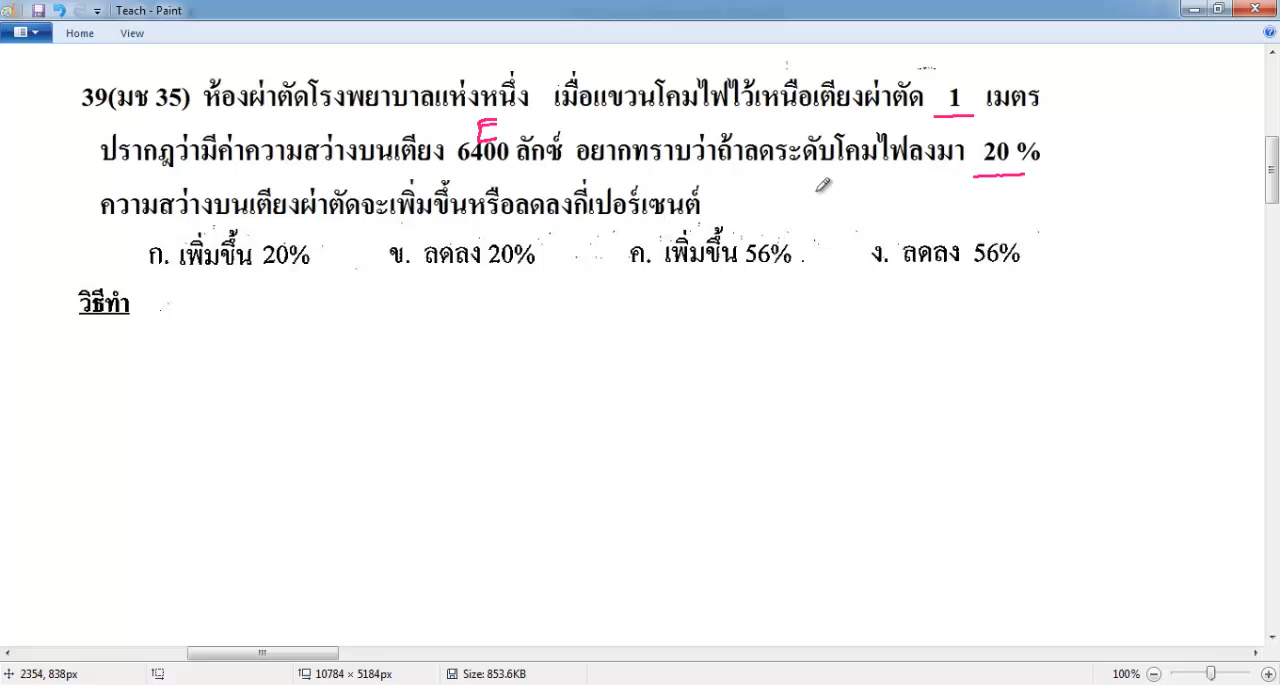 Teach - Paint
Home View
39(มช 35) ห้องผ่าตัดโรงพยาบาลแห่งหนึ่ง เมื่อแขวนโคมไฟไว้เหนือเตียงผ่าตัด 1 เมตร
E
ปรากฎว่ามีค่าความสว่างบนเตียง 6400 ลักซ์ อยากทราบว่าถ้าลดระดับโคมไฟลงมา 20 %
ความสว่างบนเตียงผ่าตัดจะเพิ่มขึ้นหรือลดลงกี่เปอร์เซนต์
ก. เพิ่มขึ้น 20% ข. ลดลง 20% ค. เพิ่มขึ้น 56% ง. ลดลง 56%
วิธีทำ
2354, 838px 10784 × 5184px Size: 853.6KB 100%